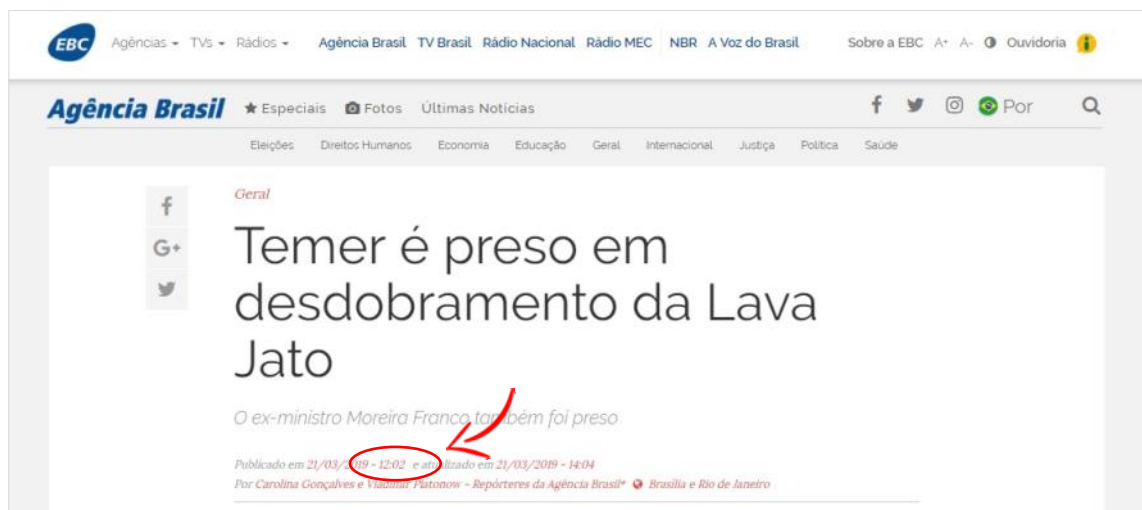 EBC Agências TVs Rádios Agência Brasil TV Brasil Rádio Nacional Rádio MEC NBR A Voz do Brasil Sobre a EBC A+ A- Ouvidoria i
Agência Brasil Especiais Fotos Últimas Notícias f Por
Eleições Direitos Humanos Economia Educação Geral Internacional Justiça Política Saúde
f
G+
Geral
Temer é preso em
desdobramento da Lava
Jato
O ex-ministro Moreira Franco também foi preso
Publicado em 21/03/2019 - 12:02 e atualizado em 21/03/2019 - 14:04
Por Carolina Gonçalves e Vladimir Platonow - Repórteres da Agência Brasil* Brasília e Rio de Janeiro